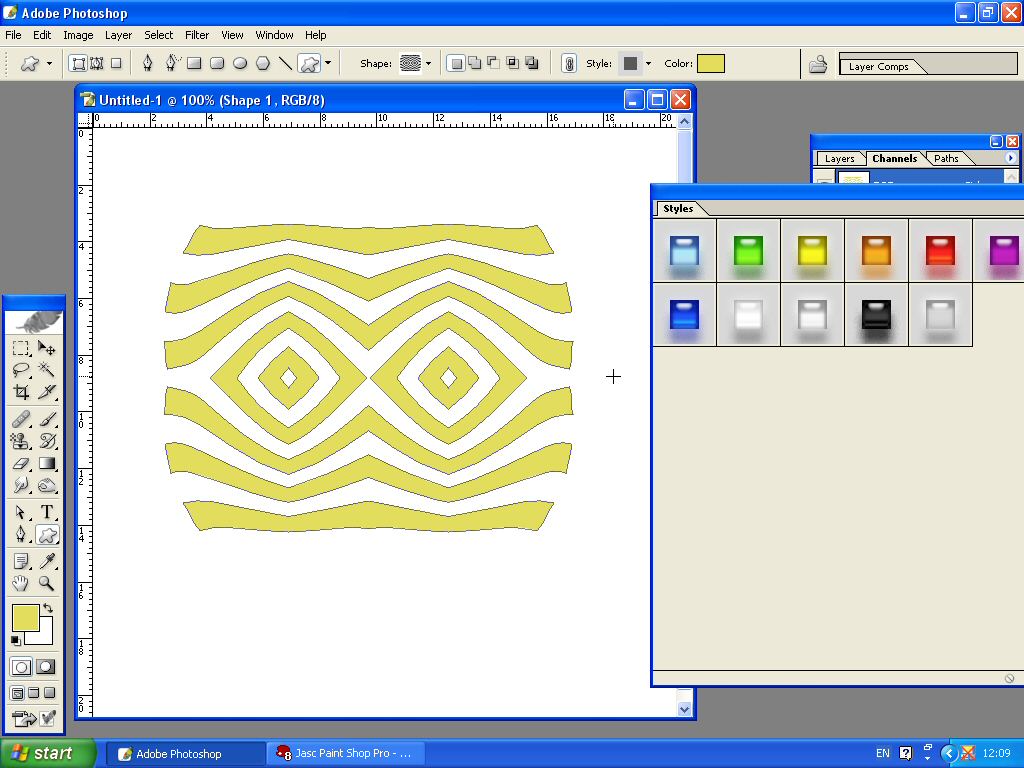 Adobe Photoshop
File Edit Image Layer Select Filter View Window Help
Shape: Style: Color: Layer Comps
Untitled-1 @ 100% (Shape 1, RGB/8)
0 2 4 6 8 10 12 14 16 18 20
0
2
4
6
8
10
12
14
16
18
20
Layers Channels Paths
Styles
T
start Adobe Photoshop Jasc Paint Shop Pro - ... EN 12:09